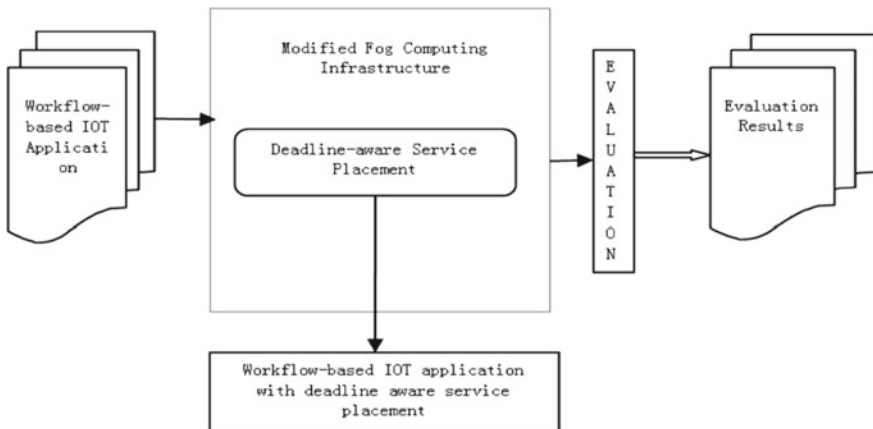 Workflow-
based IOT
Applicati
on
Modified Fog Computing
Infrastructure
Deadline-aware Service
Placement
Workflow-based IOT application
with deadline aware service
placement
E
V
A
L
U
A
T
I
O
N
Evaluation
Results